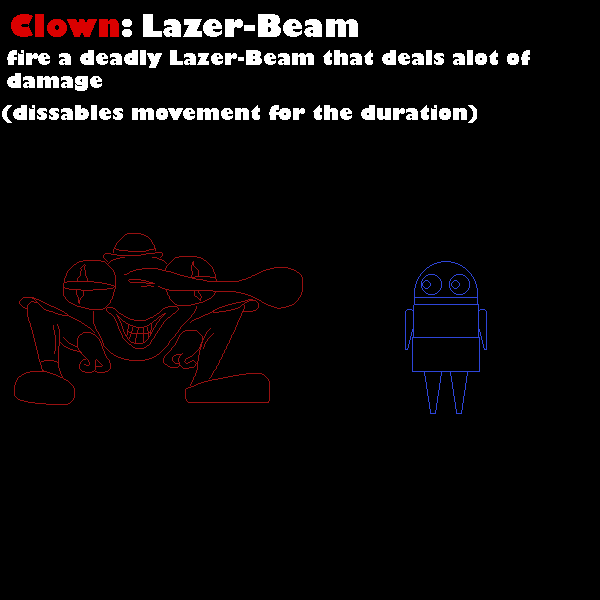 Clown: Lazer-Beam
fire a deadly Lazer-Beam that deals alot of
damage
(dissables movement for the duration)